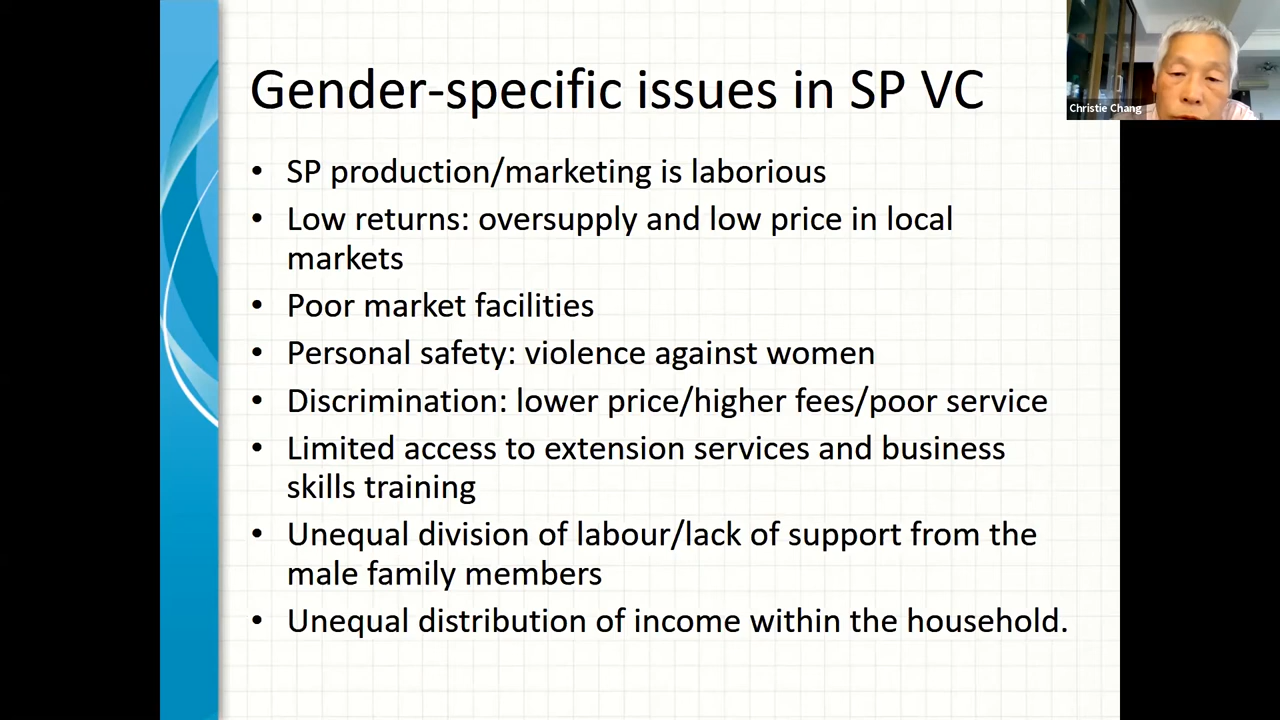 Gender-specific issues in SP VC
Christie Chang
• SP production/marketing is laborious
• Low returns: oversupply and low price in local
markets
• Poor market facilities
• Personal safety: violence against women
• Discrimination: lower price/higher fees/poor service
• Limited access to extension services and business
skills training
• Unequal division of labour/lack of support from the
male family members
• Unequal distribution of income within the household.